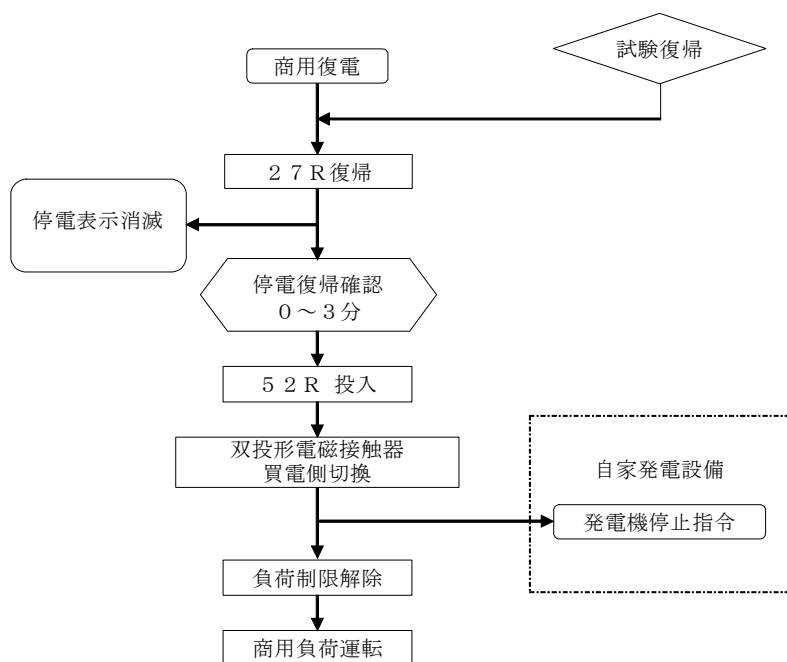 商用復電
試験復帰
２７Ｒ復帰
停電表示消滅
停電復帰確認
０～３分
５２Ｒ 投入
双投形電磁接触器
買電側切換
自家発電設備
発電機停止指令
負荷制限解除
商用負荷運転